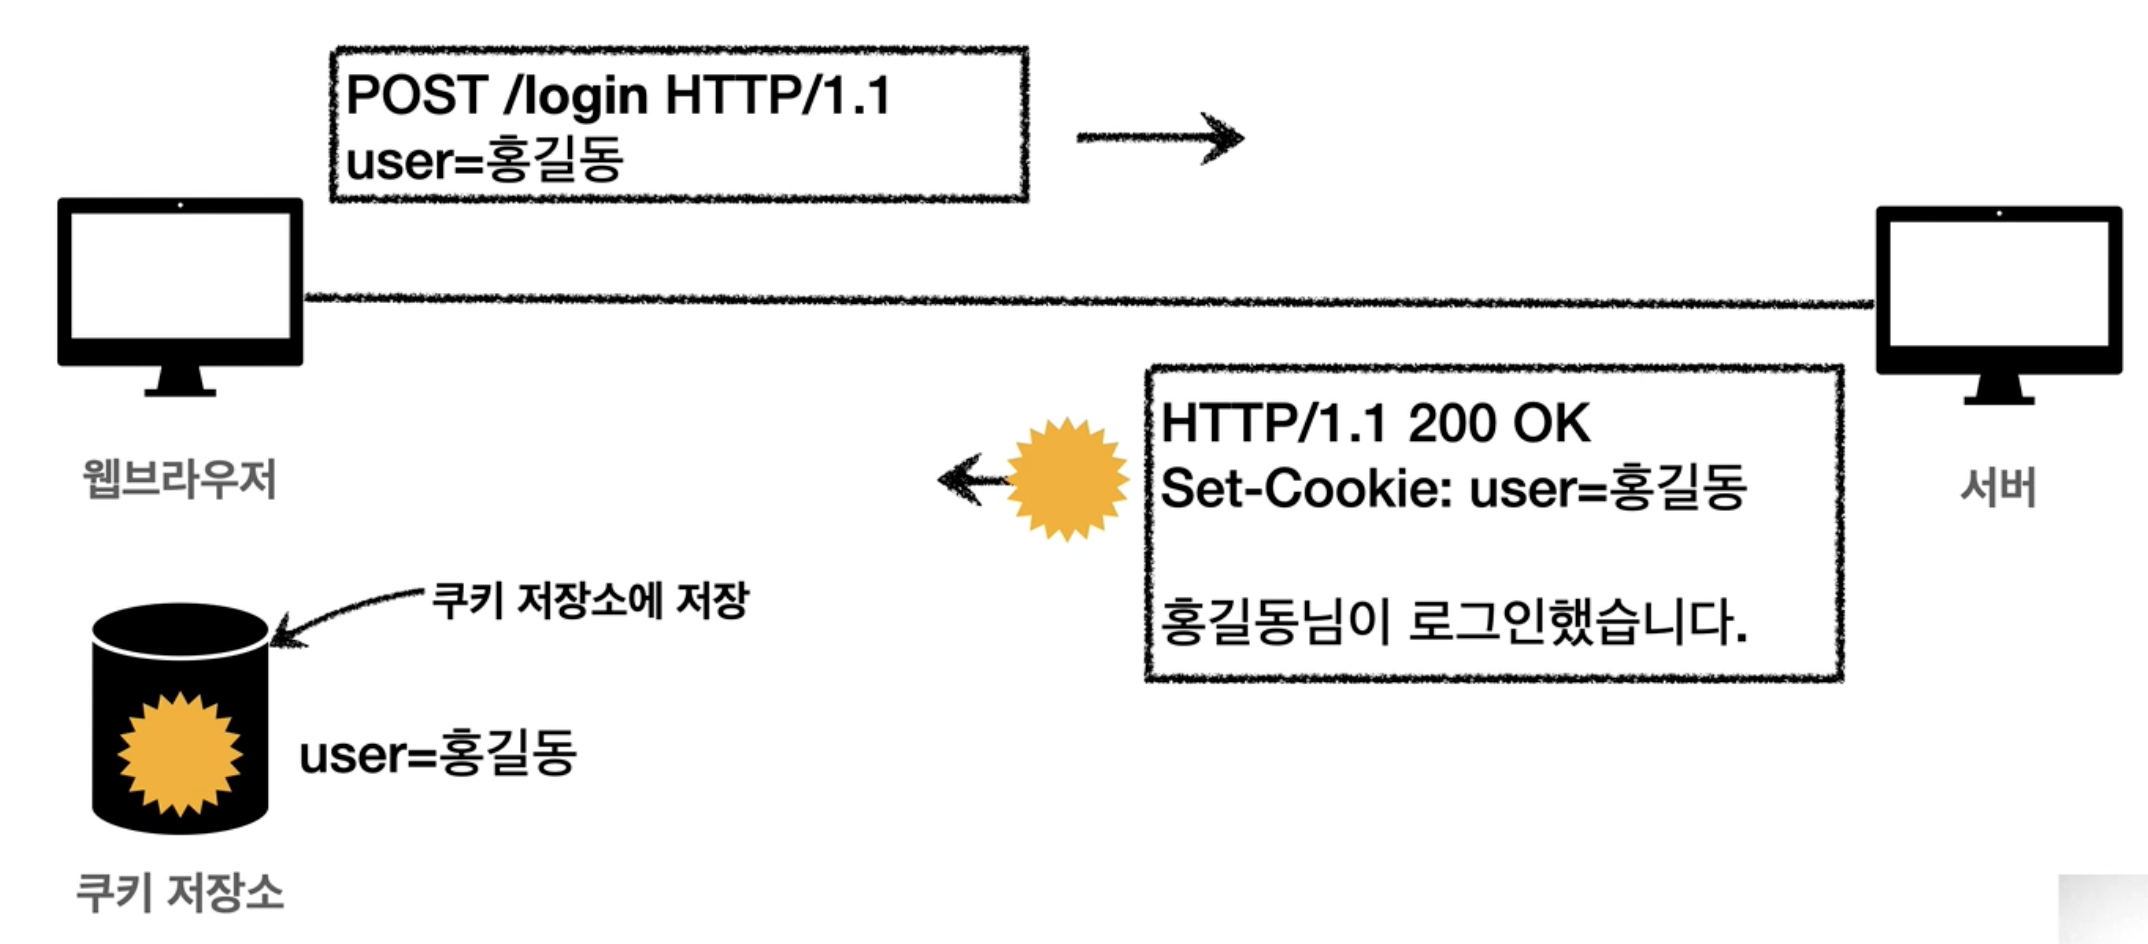 POST /login HTTP/1.1
user=홍길동
웹브라우저
HTTP/1.1 200 OK
Set-Cookie: user=홍길동
홍길동님이 로그인했습니다.
서버
쿠키 저장소에 저장
user=홍길동
쿠키 저장소